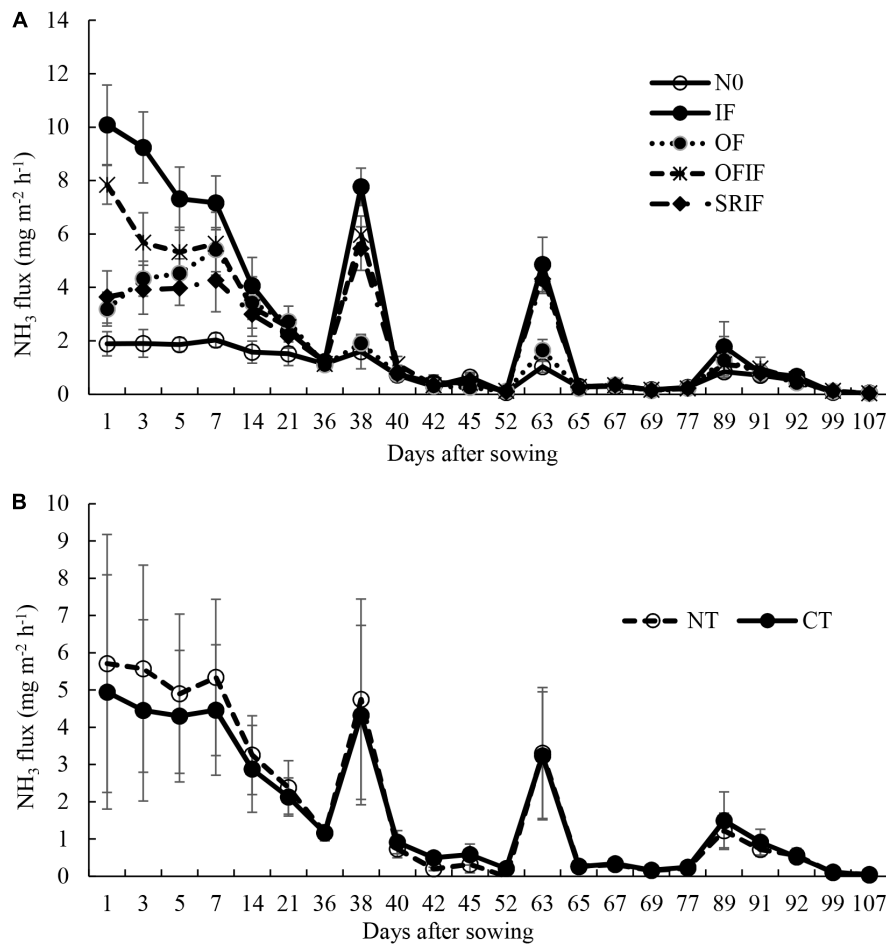 A
14
12
10
8
6
4
2
0
NH₃ flux (mg m⁻² h⁻¹)
N0
IF
OF
OFIF
SRIF
1 3 5 7 14 21 36 38 40 42 45 52 63 65 67 69 77 89 91 92 99 107
Days after sowing
B
10
9
8
7
6
5
4
3
2
1
0
NH₃ flux (mg m⁻² h⁻¹)
NT CT
1 3 5 7 14 21 36 38 40 42 45 52 63 65 67 69 77 89 91 92 99 107
Days after sowing